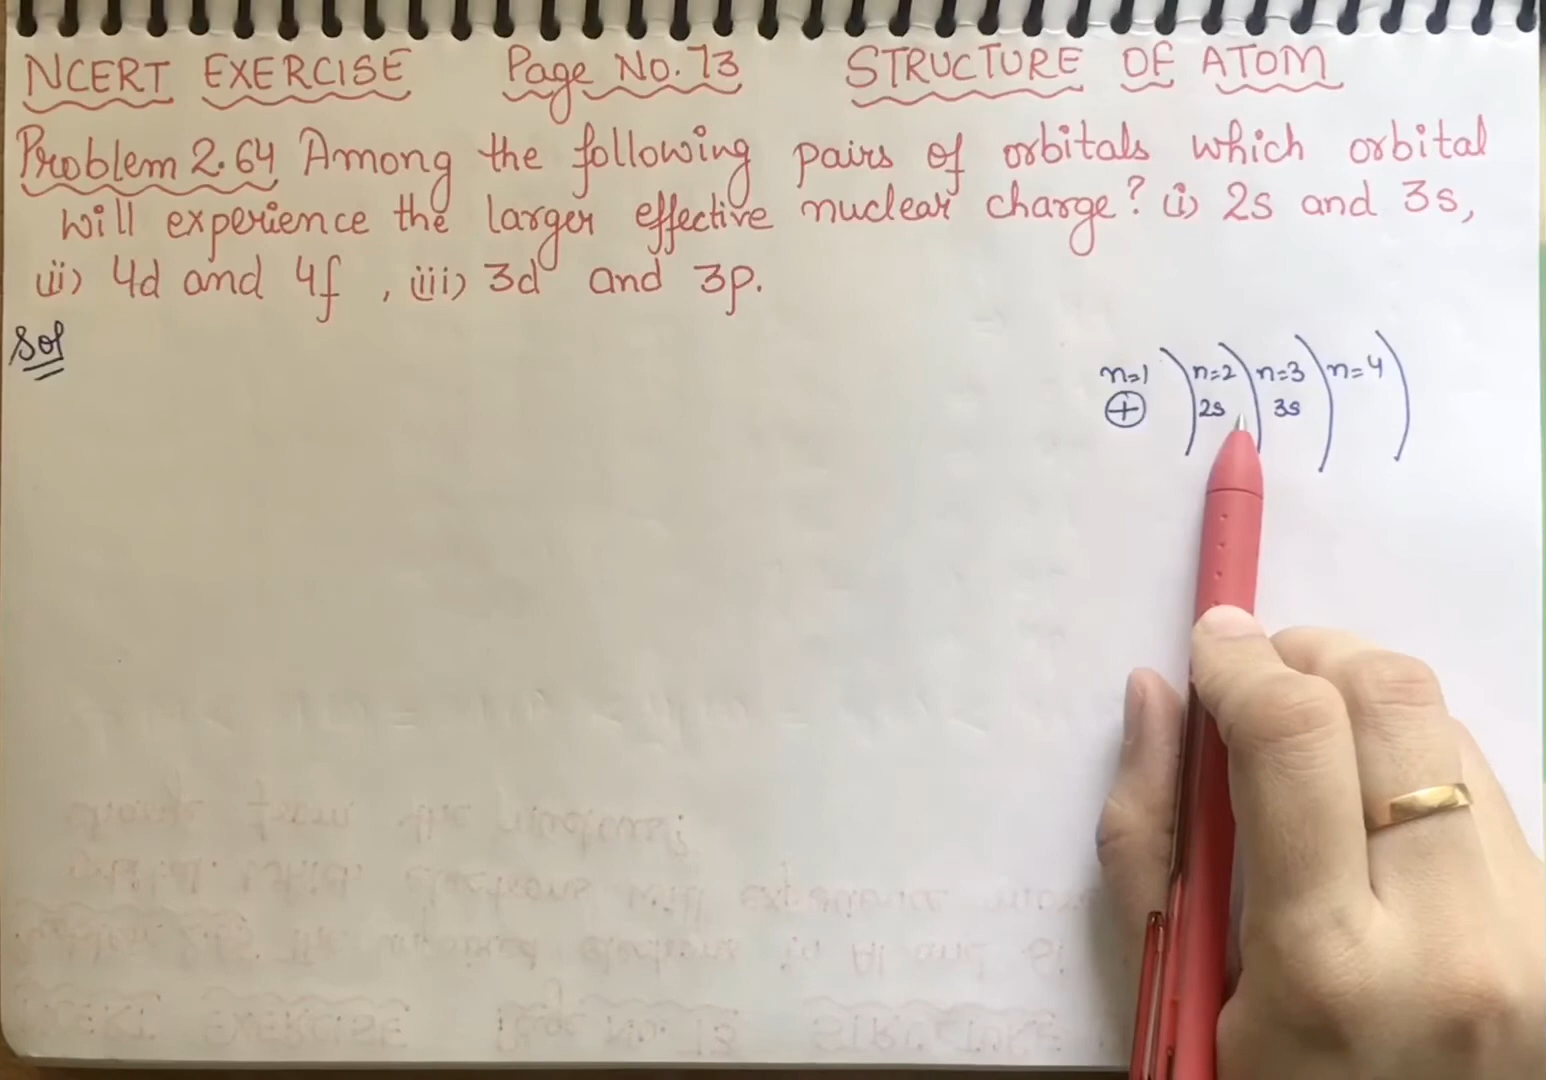 NCERT EXERCISE Page No. 73 STRUCTURE OF ATOM
Problem 2.64 Among the following pairs of orbitals which orbital
will experience the larger effective nuclear charge? (i) 2s and 3s,
(ii) 4d and 4f, (iii) 3d and 3p.
Sol
n=1 n=2 n=3 n=4
+ 2s 3s